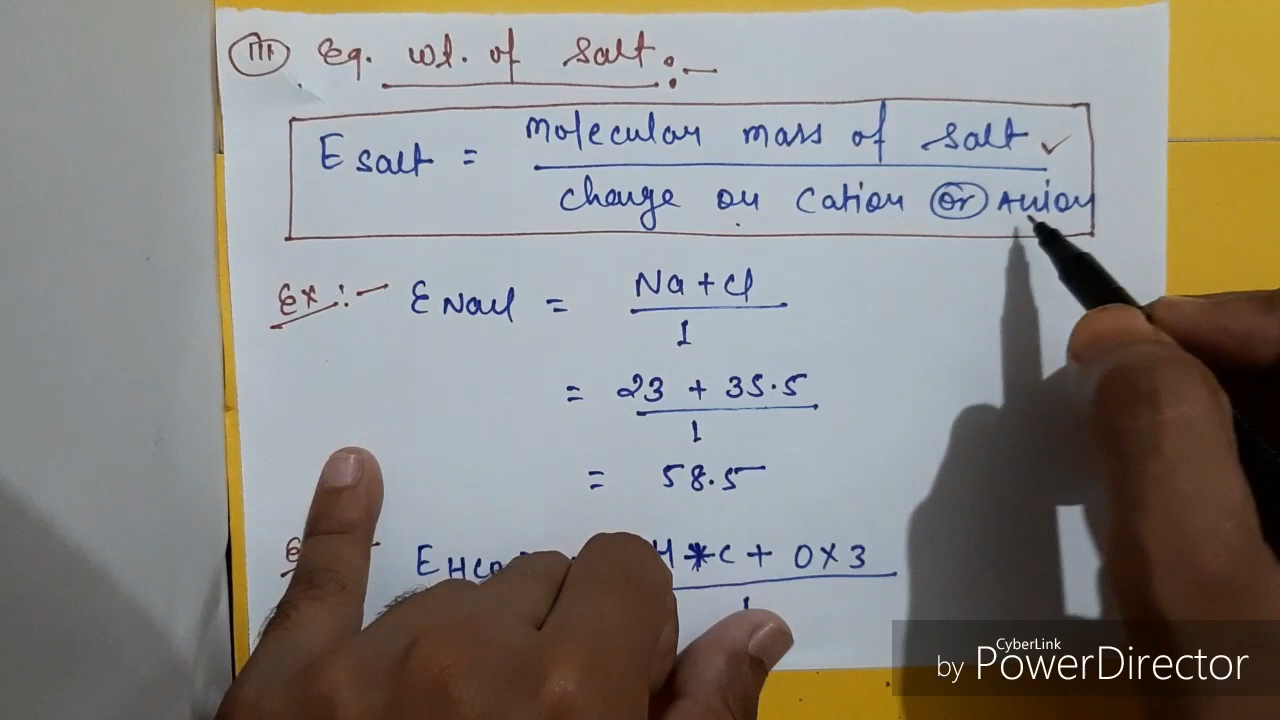 III Eq. wt. of Salt :-
E salt = Molecular mass of salt ✓
charge on Cation or Anion
Ex :- E NaCl = Na + Cl
1
= 23 + 35.5
1
= 58.5
E HCO H + C + O × 3
1
CyberLink
by PowerDirector